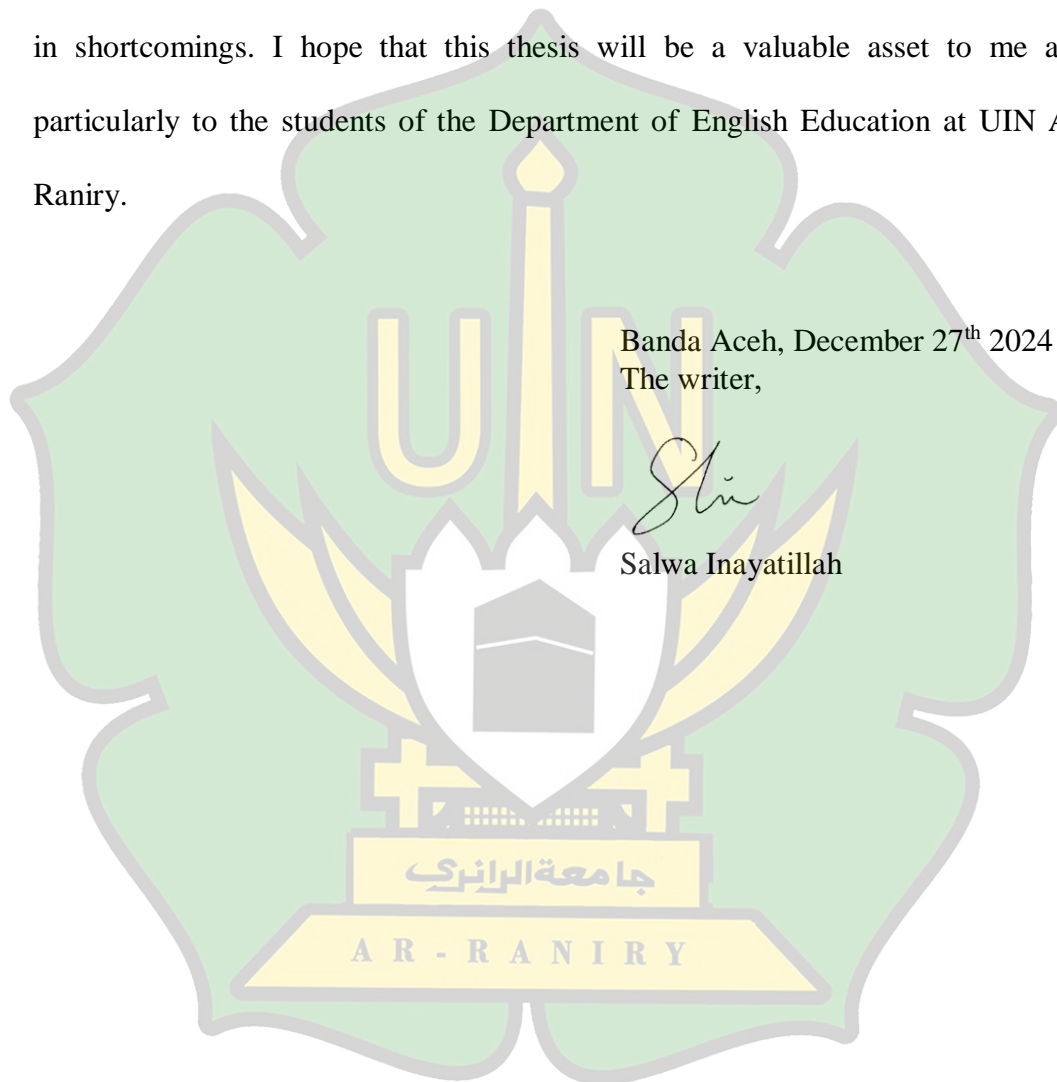 in shortcomings. I hope that this thesis will be a valuable asset to me a
particularly to the students of the Department of English Education at UIN A
Raniry.
Banda Aceh, December 27th 2024
The writer,
Salwa Inayatillah
UIN
جامعة الرانري
AR-RANIRY